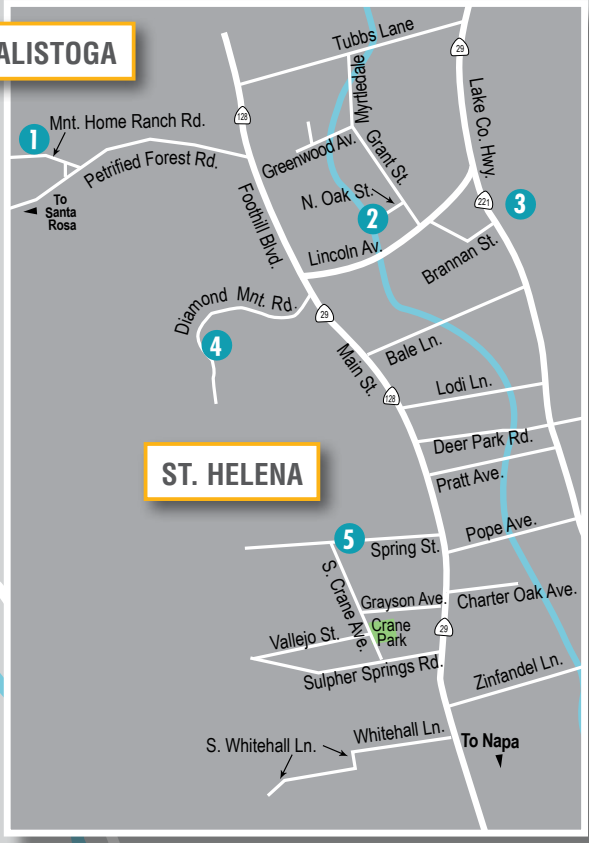 ALISTOGA
Tubbs Lane
29
Myrtledale
Lake Co. Hwy.
128
1
Mnt. Home Ranch Rd.
Petrified Forest Rd.
Greenwood Av.
Grant St.
To
Santa
Rosa
Foothill Blvd.
N. Oak St.
2
221
3
Lincoln Av.
Brannan St.
Diamond Mnt. Rd.
29
4
Main St.
Bale Ln.
128
Lodi Ln.
Deer Park Rd.
ST. HELENA
Pratt Ave.
5
Spring St.
Pope Ave.
S. Crane Ave.
Grayson Ave.
Charter Oak Ave.
Crane
Park
29
Vallejo St.
Sulpher Springs Rd.
Zinfandel Ln.
S. Whitehall Ln.
Whitehall Ln.
To Napa